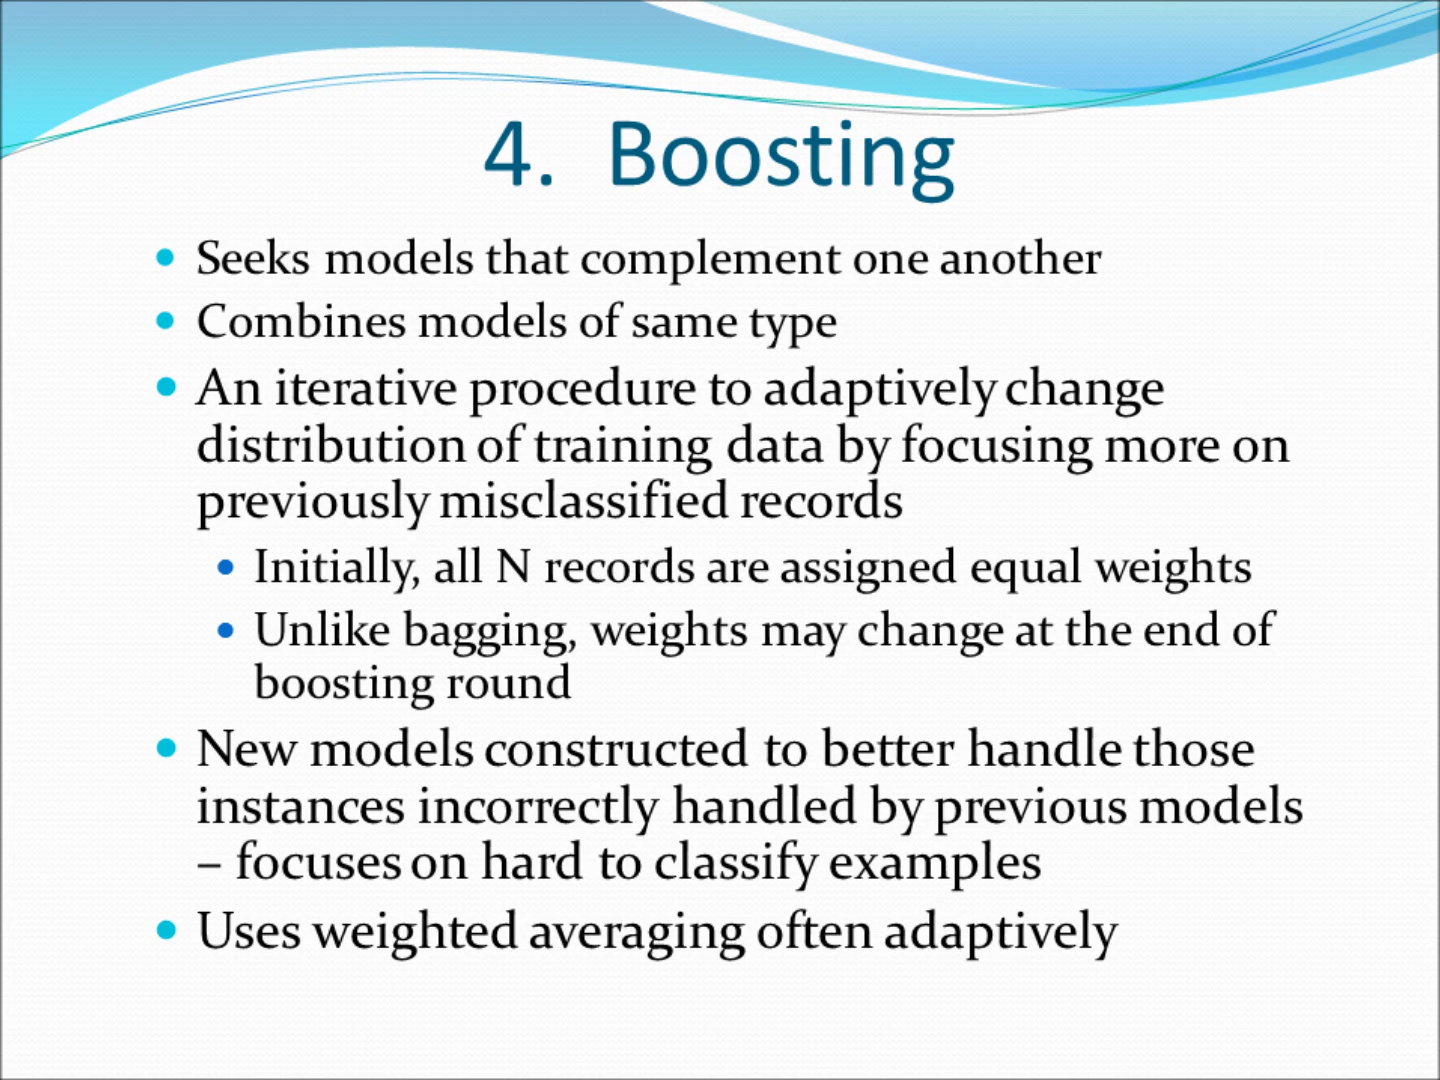 4. Boosting
• Seeks models that complement one another
• Combines models of same type
• An iterative procedure to adaptively change
distribution of training data by focusing more on
previously misclassified records
• Initially, all N records are assigned equal weights
• Unlike bagging, weights may change at the end of
boosting round
• New models constructed to better handle those
instances incorrectly handled by previous models
– focuses on hard to classify examples
• Uses weighted averaging often adaptively